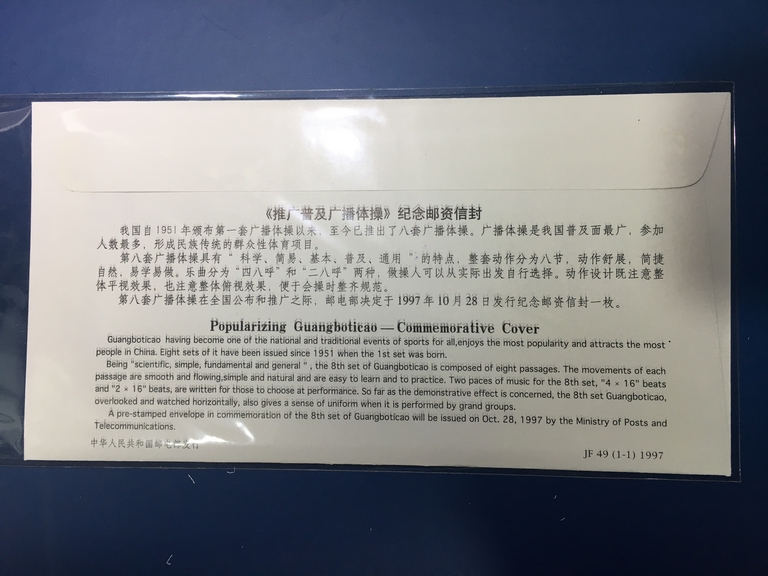 《推广普及广播体操》纪念邮资信封
我国自1951年颁布第一套广播体操以来，至今已推出了八套广播体操。广播体操是我国普及面最广，参加
人数最多，形成民族传统的群众性体育项目。
第八套广播体操具有“科学、简易、基本、普及、通用”的特点，整套动作分为八节，动作舒展，简捷
自然，易学易做。乐曲分为“四八呼”和“二八呼”两种，做操人可以从实际出发自行选择。动作设计既注意整
体平视效果，也注意整体俯视效果，便于会操时整齐规范。
第八套广播体操在全国公布和推广之际，邮电部决定于1997年10月28日发行纪念邮资信封一枚。
Popularizing Guangboticao — Commemorative Cover
Guangboticao having become one of the national and traditional events of sports for all,enjoys the most popularity and attracts the most
people in China. Eight sets of it have been issued since 1951 when the 1st set was born.
Being "scientific, simple, fundamental and general", the 8th set of Guangboticao is composed of eight passages. The movements of each
passage are smooth and flowing,simple and natural and are easy to learn and to practice. Two paces of music for the 8th set, "4 × 16" beats
and "2 × 16" beats, are written for those to choose at performance. So far as the demonstrative effect is concerned, the 8th set Guangboticao,
overlooked and watched horizontally, also gives a sense of uniform when it is performed by grand groups.
A pre-stamped envelope in commemoration of the 8th set of Guangboticao will be issued on Oct. 28, 1997 by the Ministry of Posts and
Telecommunications.
中华人民共和国邮电部发行
JF 49 (1-1) 1997